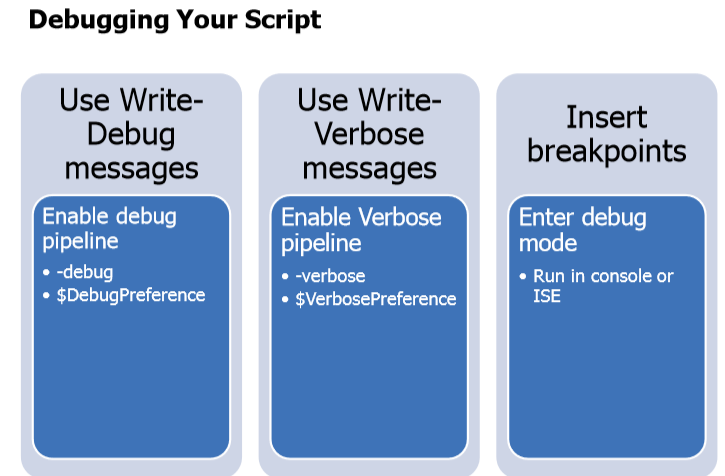 Debugging Your Script
Use Write-
Debug
messages
Enable debug
pipeline
• -debug
• $DebugPreference
Use Write-
Verbose
messages
Enable Verbose
pipeline
• -verbose
• $VerbosePreference
Insert
breakpoints
Enter debug
mode
• Run in console or
ISE